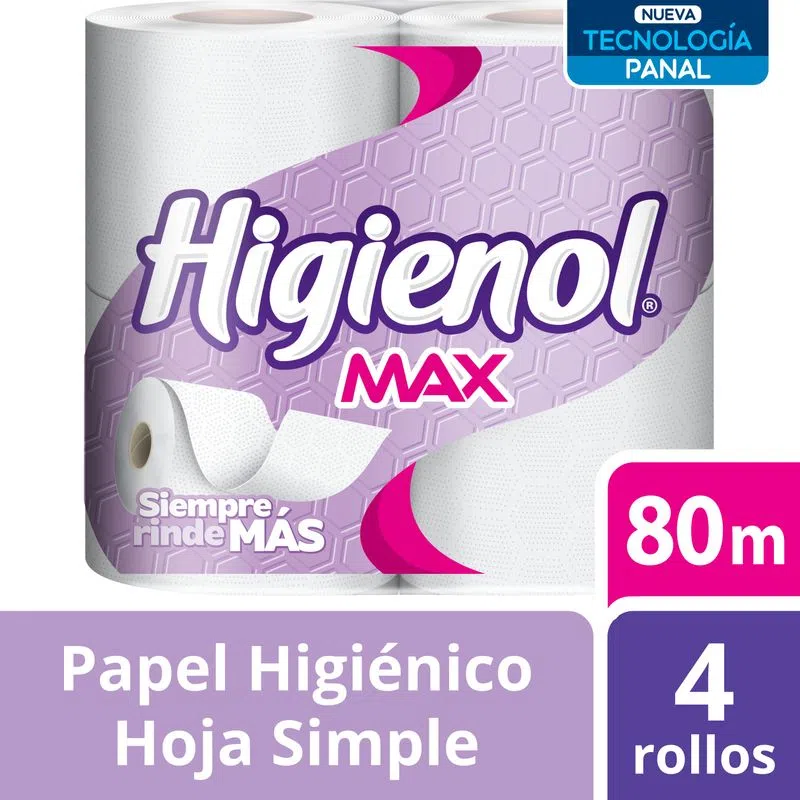 NUEVA
TECNOLOGÍA
PANAL
Higienol®
MAX
Siempre
rinde MÁS
80m
Papel Higiénico
Hoja Simple
4
rollos